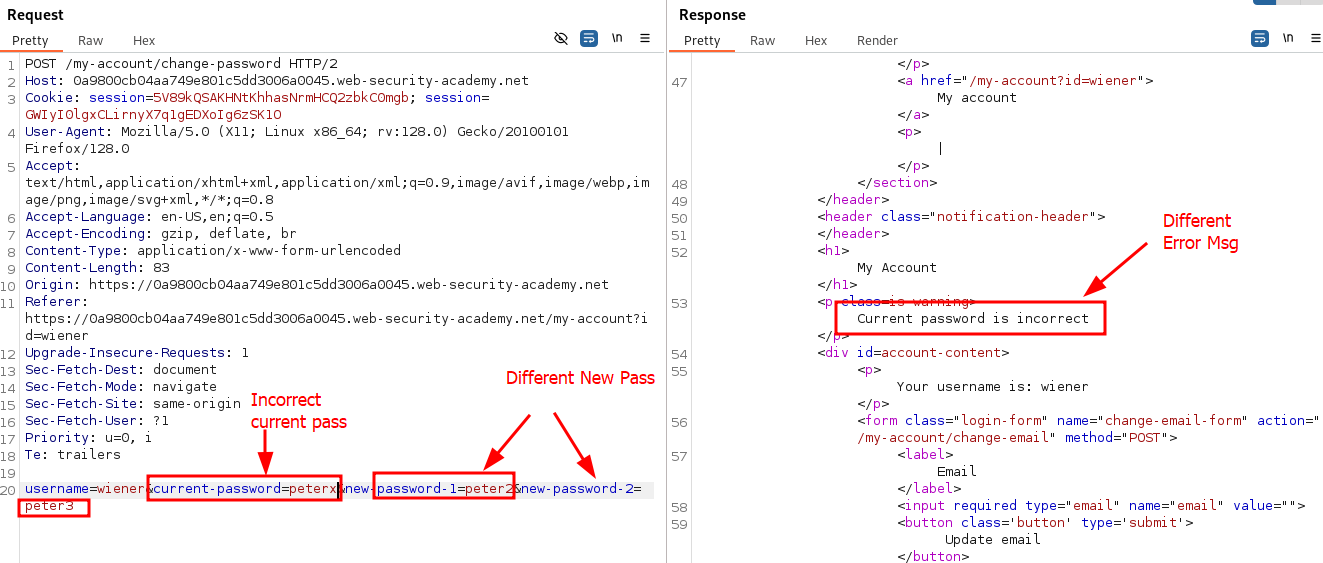 Request
Pretty Raw Hex
\n
1 POST /my-account/change-password HTTP/2
2 Host: 0a9800cb04aa749e801c5dd3006a0045.web-security-academy.net
3 Cookie: session=5V89kQSAKHNtKhhasNrmHCQ2zbkC0mgb; session=
GWIyI0lgxCLirnyX7q1gEDXoIg6zSK1O
4 User-Agent: Mozilla/5.0 (X11; Linux x86_64; rv:128.0) Gecko/20100101
Firefox/128.0
5 Accept:
text/html,application/xhtml+xml,application/xml;q=0.9,image/avif,image/webp,im
age/png,image/svg+xml,*/*;q=0.8
6 Accept-Language: en-US,en;q=0.5
7 Accept-Encoding: gzip, deflate, br
8 Content-Type: application/x-www-form-urlencoded
9 Content-Length: 83
10 Origin: https://0a9800cb04aa749e801c5dd3006a0045.web-security-academy.net
11 Referer:
https://0a9800cb04aa749e801c5dd3006a0045.web-security-academy.net/my-account?i
d=wiener
12 Upgrade-Insecure-Requests: 1
13 Sec-Fetch-Dest: document
14 Sec-Fetch-Mode: navigate
15 Sec-Fetch-Site: same-origin
16 Sec-Fetch-User: ?1
17 Priority: u=0, i
18 Te: trailers
19
20 username=wiener&current-password=peterx&new-password-1=peter2&new-password-2=
peter3
Incorrect
current pass
Different New Pass
Response
Pretty Raw Hex Render
\n
</p>
47 <a href="/my-account?id=wiener">
My account
</a>
<p>
|
</p>
48 </section>
49 </header>
50 <header class="notification-header">
51 </header>
52 <h1>
My Account
</h1>
53 <p class=is-warning>
Current password is incorrect
</p>
54 <div id=account-content>
55 <p>
Your username is: wiener
</p>
56 <form class="login-form" name="change-email-form" action="
/my-account/change-email" method="POST">
57 <label>
Email
</label>
58 <input required type="email" name="email" value="">
59 <button class='button' type='submit'>
Update email
</button>
Different
Error Msg